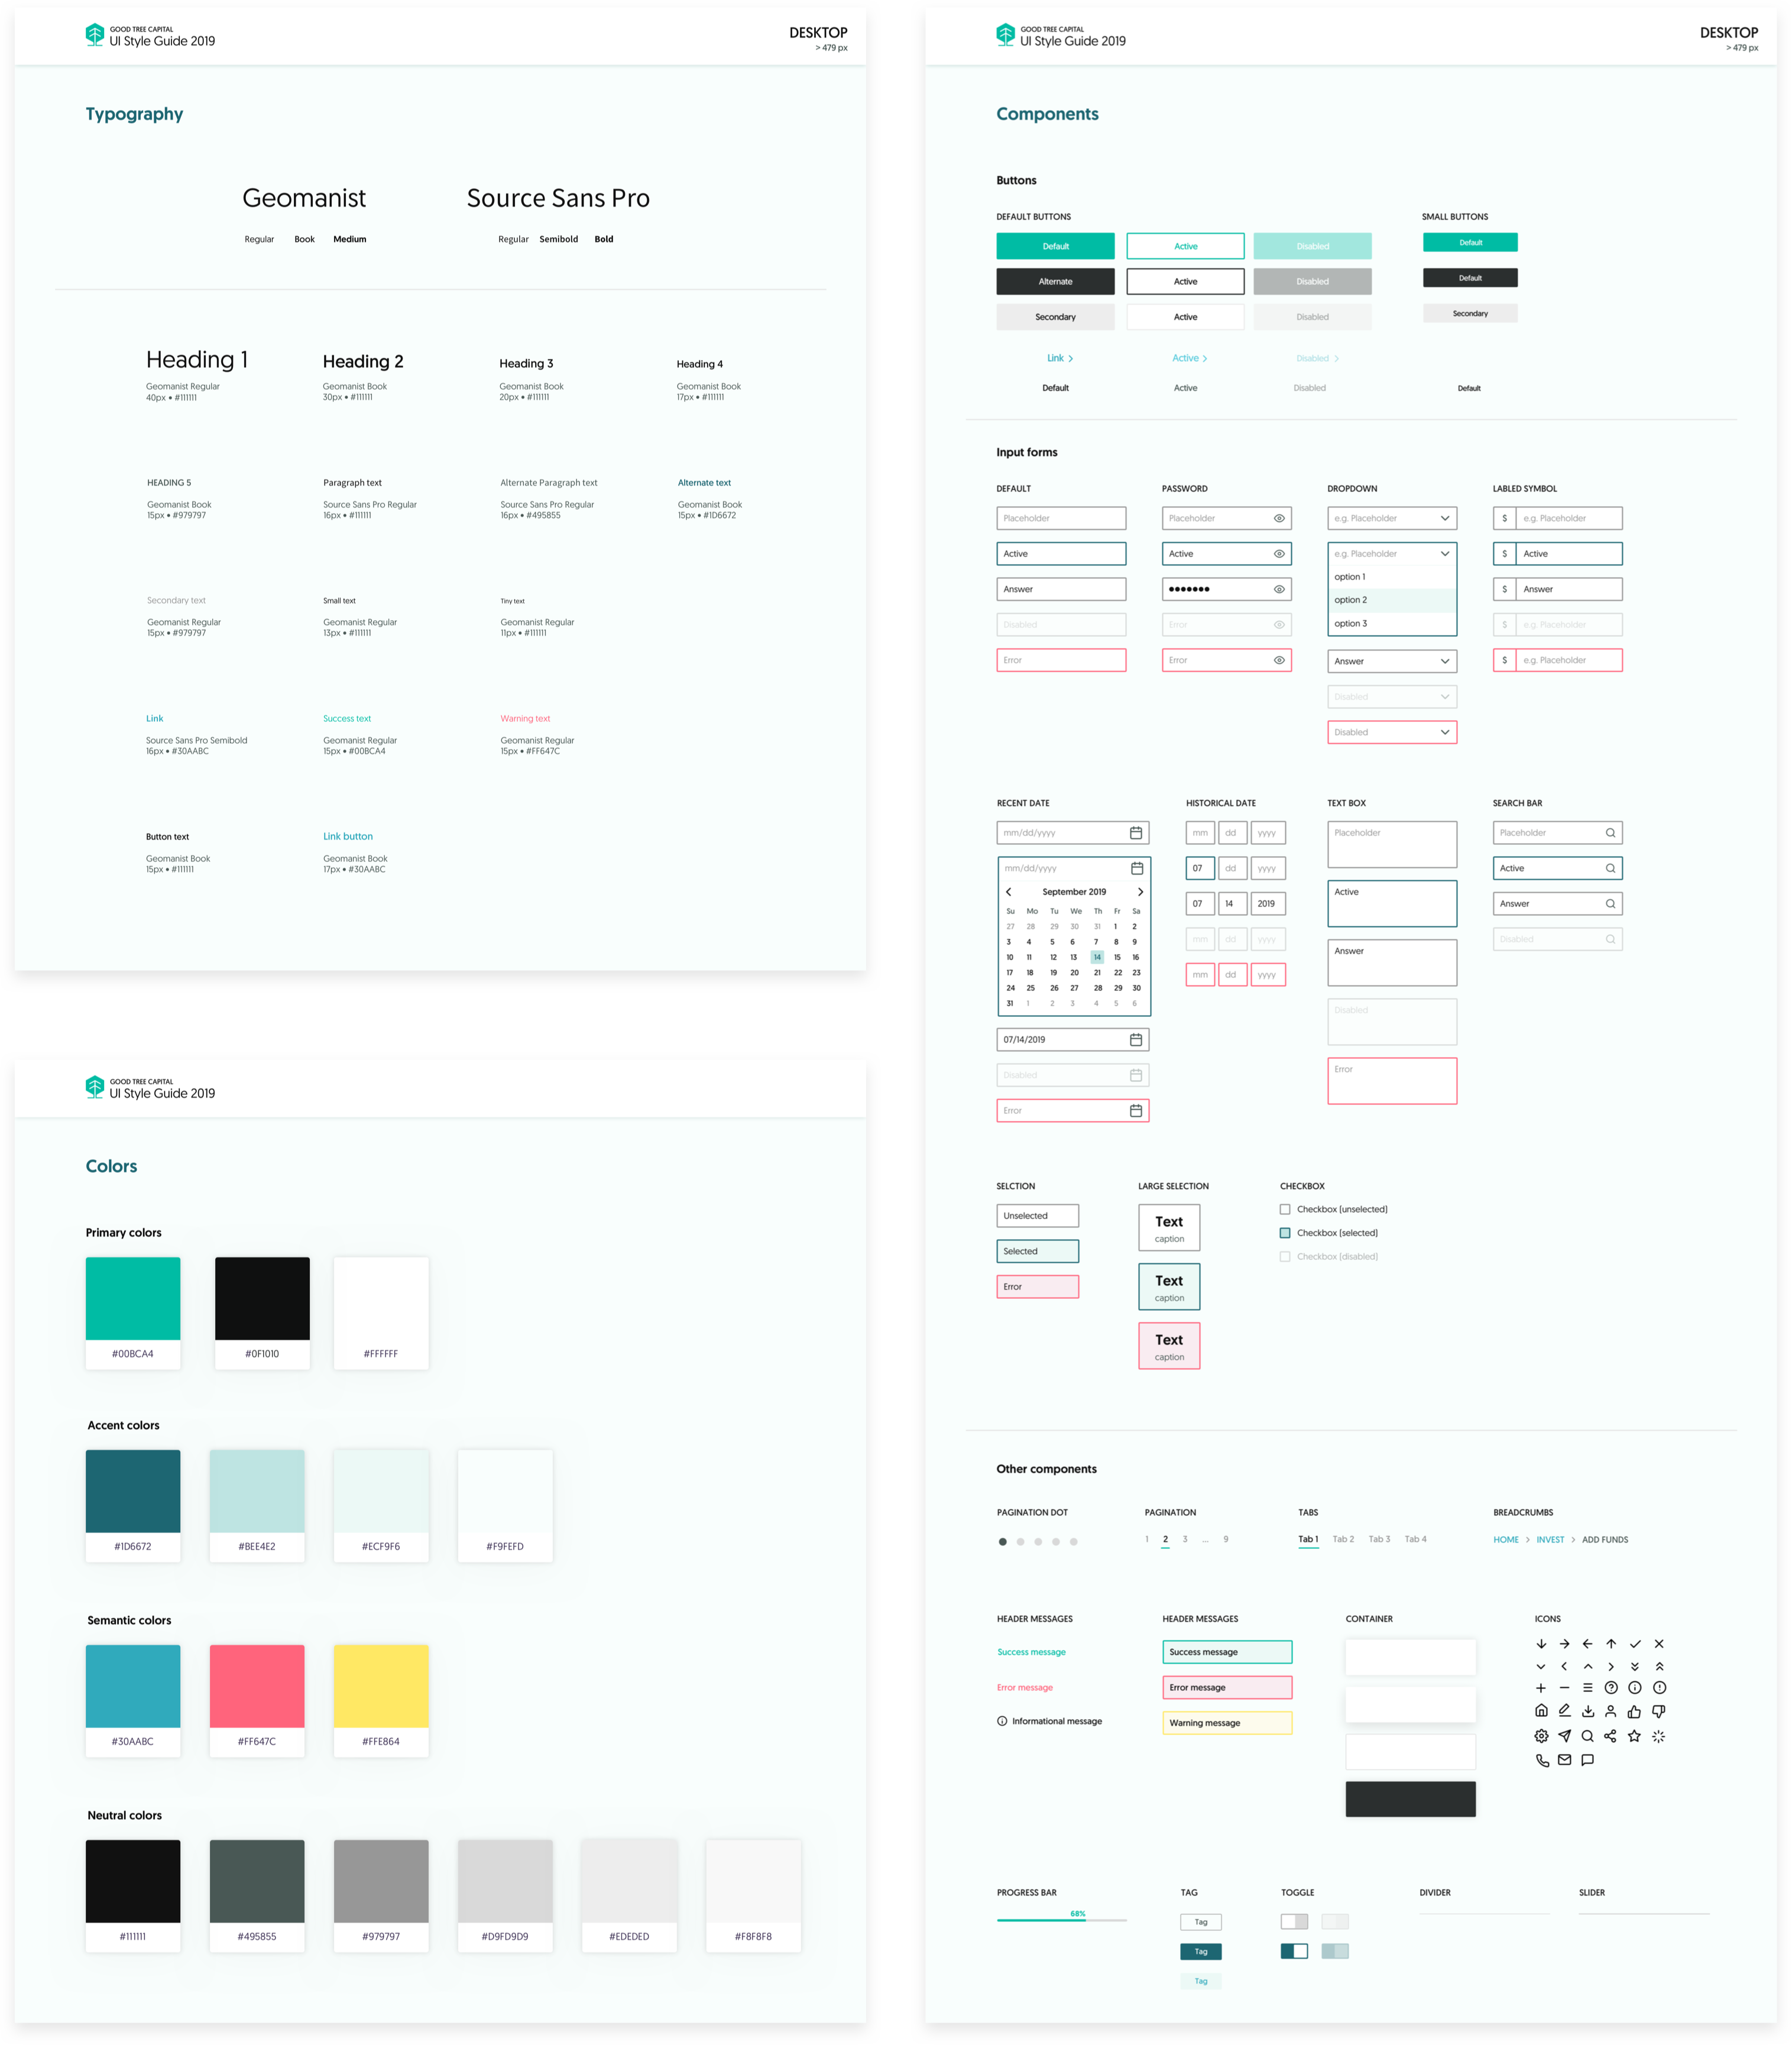 GOOD TREE CAPITAL
UI Style Guide 2019
DESKTOP
> 479 px
Typography
Geomanist
Regular Book Medium
Source Sans Pro
Regular Semibold Bold
Heading 1
Geomanist Regular
40px • #111111
Heading 2
Geomanist Book
30px • #111111
Heading 3
Geomanist Book
20px • #111111
Heading 4
Geomanist Book
17px • #111111
HEADING 5
Geomanist Book
15px • #979797
Paragraph text
Source Sans Pro Regular
16px • #111111
Alternate Paragraph text
Source Sans Pro Regular
16px • #495855
Alternate text
Geomanist Book
15px • #1D6672
Secondary text
Geomanist Regular
15px • #979797
Small text
Geomanist Regular
13px • #111111
Tiny text
Geomanist Regular
11px • #111111
Link
Source Sans Pro Semibold
16px • #30AABC
Success text
Geomanist Regular
15px • #00BCA4
Warning text
Geomanist Regular
15px • #FF647C
Button text
Geomanist Book
15px • #111111
Link button
Geomanist Book
17px • #30AABC
GOOD TREE CAPITAL
UI Style Guide 2019
Colors
Primary colors
#00BCA4 #0F1010 #FFFFFF
Accent colors
#1D6672 #BEE4E2 #ECF9F6 #F9FEFD
Semantic colors
#30AABC #FF647C #FFE864
Neutral colors
#111111 #495855 #979797 #D9FD9D9 #EDEDED #F8F8F8
GOOD TREE CAPITAL
UI Style Guide 2019
DESKTOP
> 479 px
Components
Buttons
DEFAULT BUTTONS
Default Active Disabled
Alternate Active Disabled
Secondary Active Disabled
Link Active Disabled
Default Active Disabled
SMALL BUTTONS
Default
Default
Secondary
Default
Input forms
DEFAULT
Placeholder
Active
Answer
Disabled
Error
PASSWORD
Placeholder
Active
Error
Error
DROPDOWN
e.g. Placeholder
e.g. Placeholder
option 1
option 2
option 3
Answer
Disabled
Disabled
LABLED SYMBOL
$ e.g. Placeholder
$ Active
$ Answer
$ e.g. Placeholder
$ e.g. Placeholder
RECENT DATE
mm/dd/yyyy
mm/dd/yyyy
September 2019
Su Mo Tu We Th Fr Sa
27 28 29 30 31 1 2
3 4 5 6 7 8 9
10 11 12 13 14 15 16
17 18 19 20 21 22 23
24 25 26 27 28 29 30
31 1 2 3 4 5 6
07/14/2019
Disabled
Error
HISTORICAL DATE
mm dd yyyy
07 dd yyyy
07 14 2019
mm dd yyyy
mm dd yyyy
TEXT BOX
Placeholder
Active
Answer
Disabled
Error
SEARCH BAR
Placeholder
Active
Answer
Disabled
SELCTION
Unselected
Selected
Error
LARGE SELECTION
Text
caption
Text
caption
Text
caption
CHECKBOX
Checkbox (unselected)
Checkbox (selected)
Checkbox (disabled)
Other components
PAGINATION DOT
PAGINATION
1 2 3 ... 9
TABS
Tab 1 Tab 2 Tab 3 Tab 4
BREADCRUMBS
HOME > INVEST > ADD FUNDS
HEADER MESSAGES
Success message
Error message
Informational message
HEADER MESSAGES
Success message
Error message
Warning message
CONTAINER
ICONS
PROGRESS BAR
68%
TAG
Tag
Tag
Tag
TOGGLE
DIVIDER
SLIDER